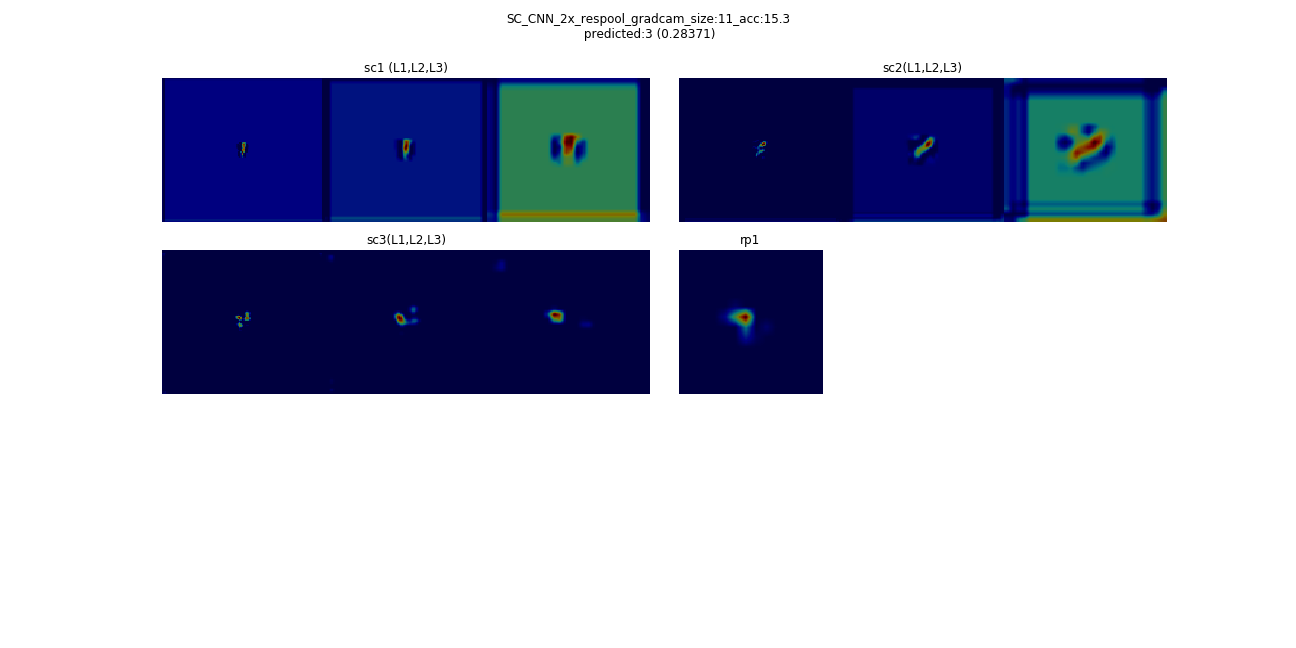 SC_CNN_2x_respool_gradcam_size:11_acc:15.3
predicted:3 (0.28371)
sc1 (L1,L2,L3)
sc2(L1,L2,L3)
sc3(L1,L2,L3)
rp1